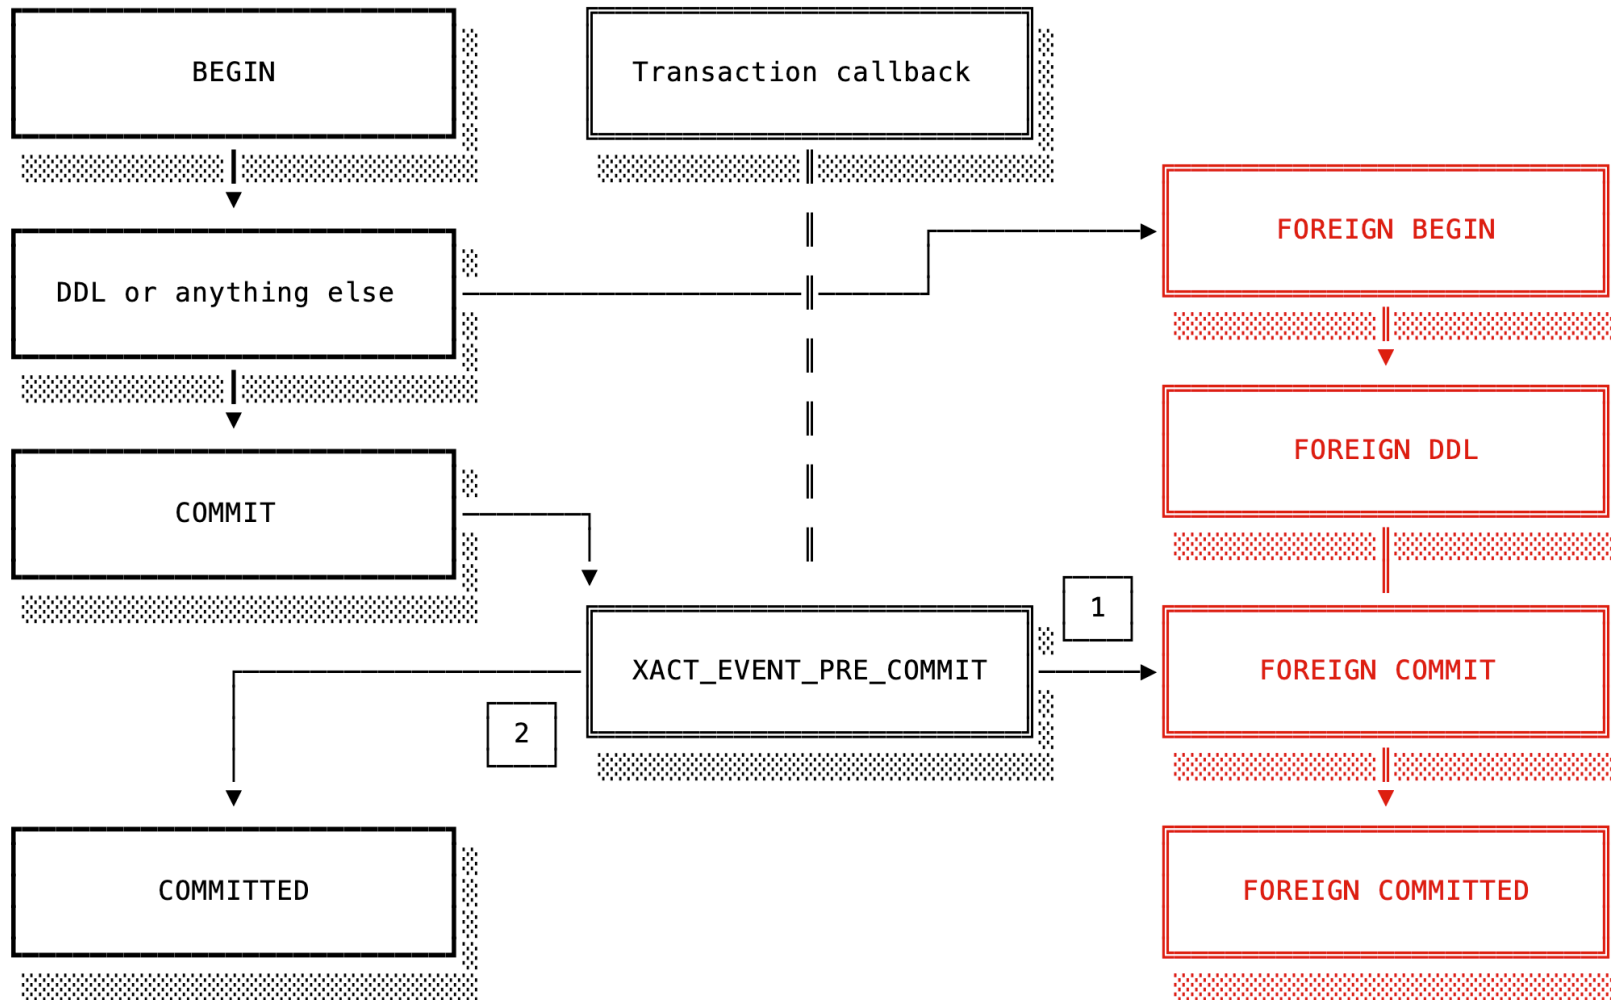 BEGIN
Transaction callback
FOREIGN BEGIN
DDL or anything else
FOREIGN DDL
COMMIT
1
XACT_EVENT_PRE_COMMIT
FOREIGN COMMIT
2
COMMITTED
FOREIGN COMMITTED